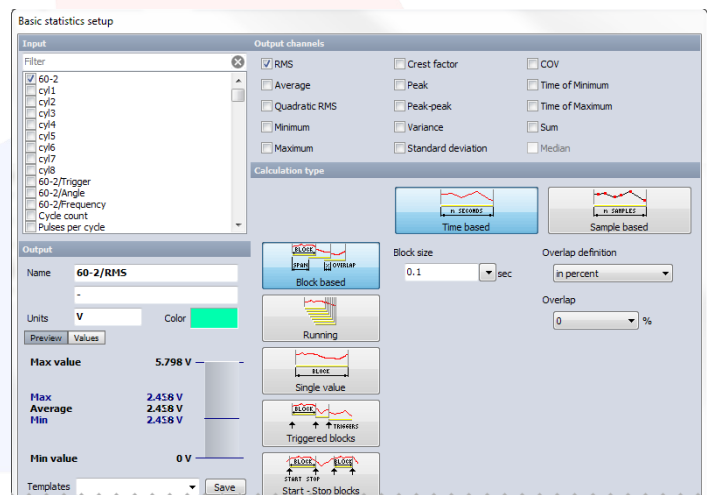 Basic statistics setup
Input
Filter
60-2
cyl1
cyl2
cyl3
cyl4
cyl5
cyl6
cyl7
cyl8
60-2/Trigger
60-2/Angle
60-2/Frequency
Cycle count
Pulses per cycle
Output channels
RMS
Crest factor
COV
Average
Peak
Time of Minimum
Quadratic RMS
Peak-peak
Time of Maximum
Minimum
Variance
Sum
Maximum
Standard deviation
Median
Calculation type
n SECONDS
Time based
n SAMPLES
Sample based
BLOCK
SPAN
% OVERLAP
Block based
Running
BLOCK
Single value
BLOCK
TRIGGERS
Triggered blocks
BLOCK BLOCK
START STOP
Start - Stop blocks
Block size
0.1 sec
Overlap definition
in percent
Overlap
0 %
Output
Name 60-2/RMS
-
Units V Color
Preview Values
Max value 5.798 V
Max 2.458 V
Average 2.458 V
Min 2.458 V
Min value 0 V
Templates Save